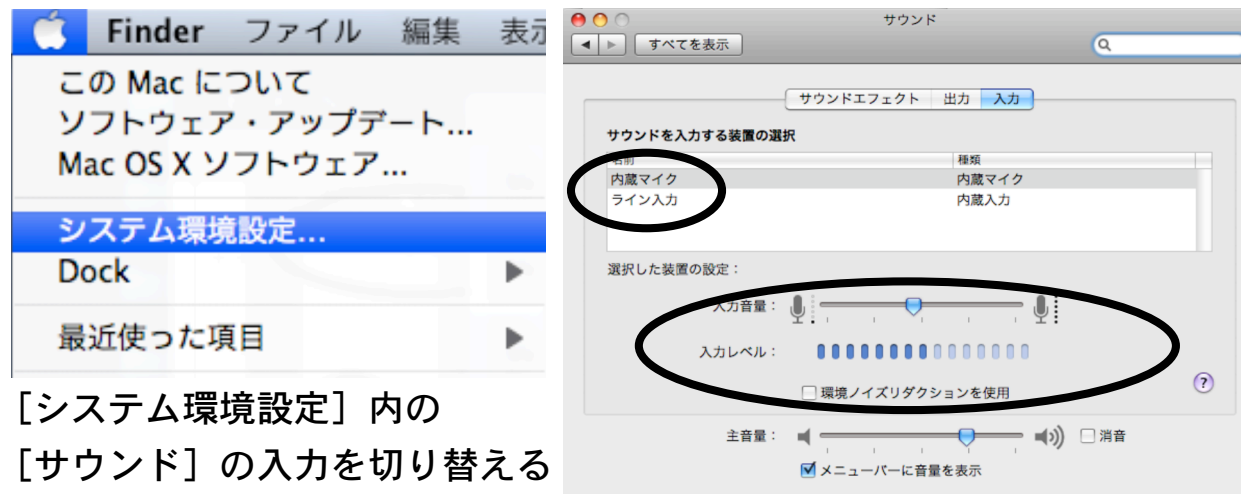 Finder ファイル 編集 表示
この Mac について
ソフトウェア・アップデート...
Mac OS X ソフトウェア...
システム環境設定...
Dock
最近使った項目
［システム環境設定］内の
［サウンド］の入力を切り替える
サウンド
すべてを表示
サウンドエフェクト 出力 入力
サウンドを入力する装置の選択
名前 種類
内蔵マイク 内蔵マイク
ライン入力 内蔵入力
選択した装置の設定：
入力音量：
入力レベル：
環境ノイズリダクションを使用
?
主音量： 消音
メニューバーに音量を表示